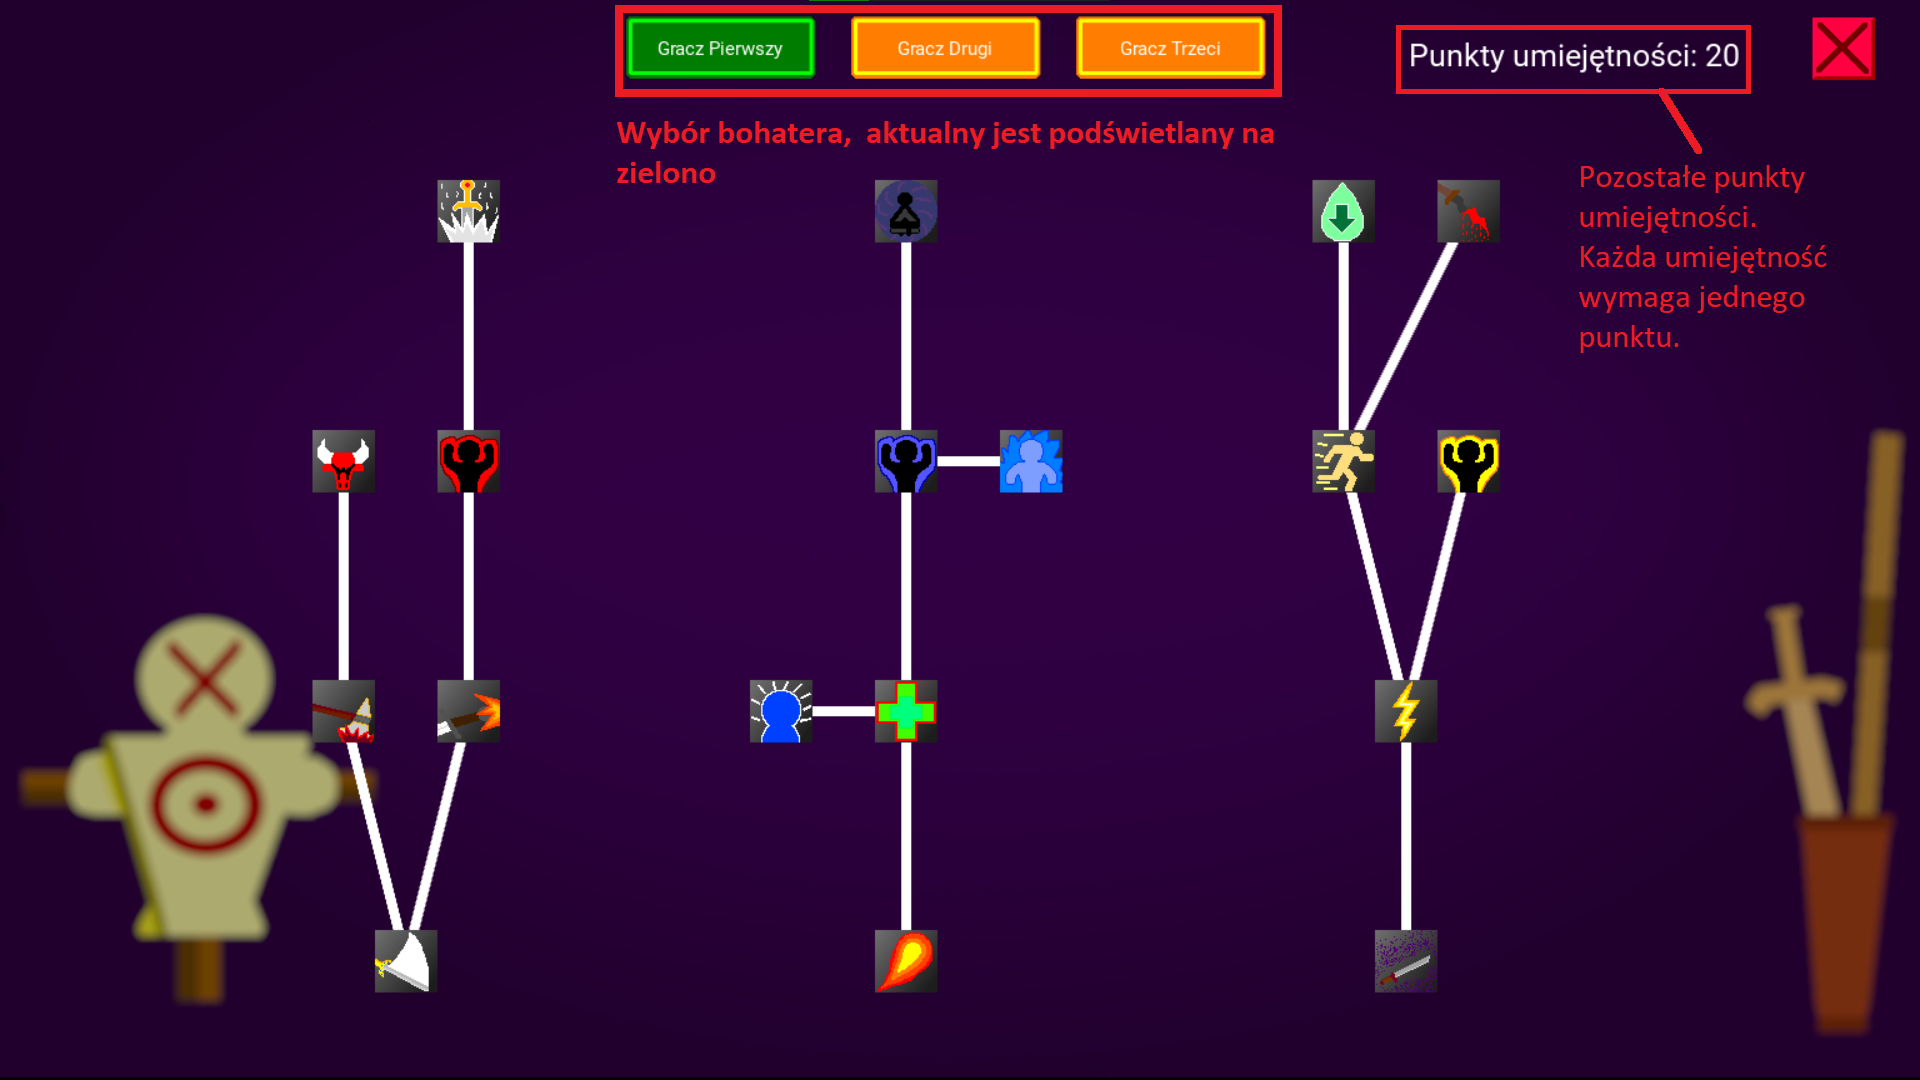 Gracz Pierwszy
Gracz Drugi
Gracz Trzeci
Punkty umiejętności: 20
Wybór bohatera, aktualny jest podświetlany na
zielono
Pozostałe punkty
umiejętności.
Każda umiejętność
wymaga jednego
punktu.